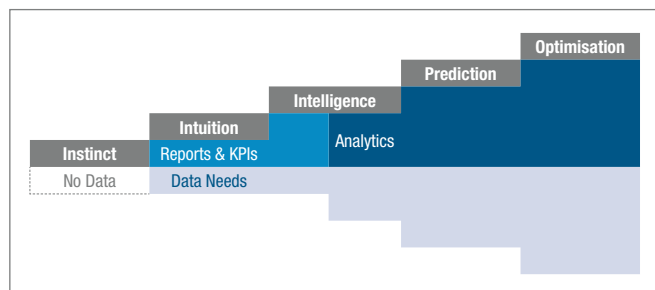 Optimisation
Prediction
Intelligence
Intuition
Analytics
Instinct
Reports & KPIs
No Data
Data Needs